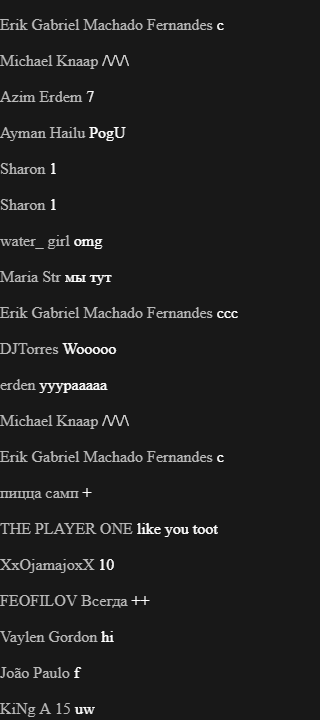 Erik Gabriel Machado Fernandes c
Michael Knaap /\/\/\
Azim Erdem 7
Ayman Hailu PogU
Sharon 1
Sharon 1
water_ girl omg
Maria Str мы тут
Erik Gabriel Machado Fernandes ccc
DJTorres Wooooo
erden уууураааaa
Michael Knaap /\/\/\
Erik Gabriel Machado Fernandes c
пицца самп +
THE PLAYER ONE like you toot
XxOjamajoxX 10
FEOFILOV Всегда ++
Vaylen Gordon hi
João Paulo f
KiNg A 15 uw